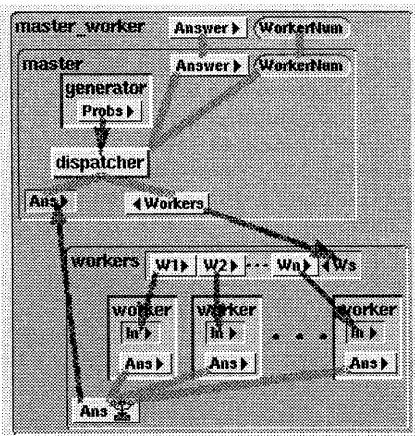 master_worker Answer WorkerNum
master Answer WorkerNum
generator
Probs
dispatcher
Ans Workers
workers W1 W2 ... Wn Ws
worker worker worker
In In ... In
Ans Ans Ans
Ans